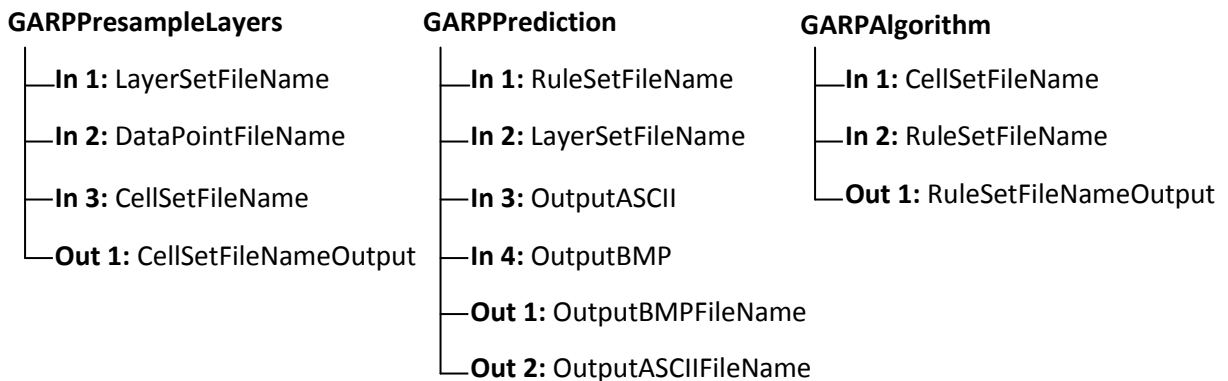 GARPPresampleLayers
In 1: LayerSetFileName
In 2: DataPointFileName
In 3: CellSetFileName
Out 1: CellSetFileNameOutput
GARPPrediction
In 1: RuleSetFileName
In 2: LayerSetFileName
In 3: OutputASCII
In 4: OutputBMP
Out 1: OutputBMPFileName
Out 2: OutputASCIIFileName
GARPAlgorithm
In 1: CellSetFileName
In 2: RuleSetFileName
Out 1: RuleSetFileNameOutput